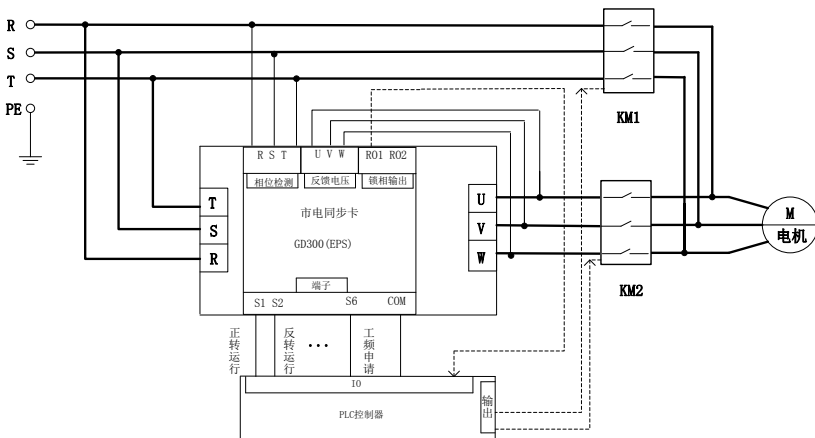 R
S
T
PE
KM1
R S T
U V W
RO1 RO2
相位检测
反馈电压
锁相输出
T
S
R
市电同步卡
GD300(EPS)
U
V
W
M
电机
端子
S1 S2
S6
COM
KM2
正转运行
反转运行
···
工频申请
IO
PLC控制器
输出